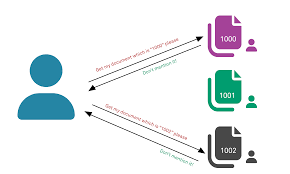 Get my document which is "1000" please
Don't mention it!
1000
1001
Get my document which is "1002" please
Don't mention it!
1002